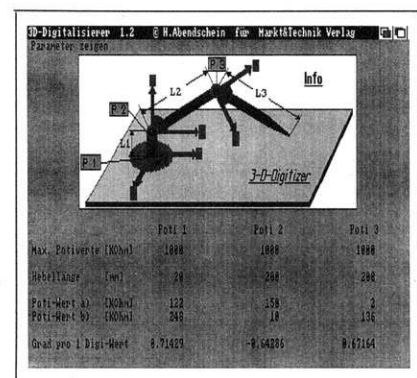 3D-Digitalisierer 1.2 © H.Abendschein für Markt&Technik Verlag
Parameter zeigen
P 3
Info
L2
L3
P 2
L1
P 1
3-D-Digitizer
Poti 1 Poti 2 Poti 3
Max. Potiwerte [KOhm] 1000 1000 1000
Hebellänge [mm] 20 200 200
Poti-Wert a) [KOhm] 122 150 2
Poti-Wert b) [KOhm] 248 10 136
Grad pro 1 Digi-Wert 0.71429 -0.64286 0.67164